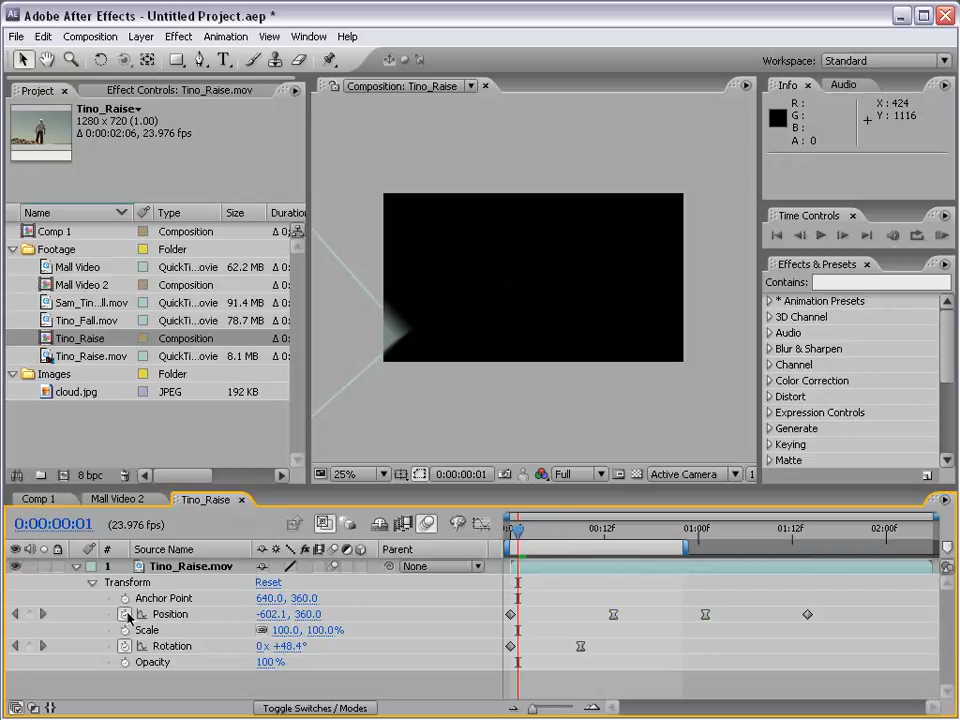 Adobe After Effects - Untitled Project.aep *
File Edit Composition Layer Effect Animation View Window Help
Workspace: Standard
Project Effect Controls: Tino_Raise.mov
Tino_Raise
1280 x 720 (1.00)
Δ 0:00:02:06, 23.976 fps
Composition: Tino_Raise
Info Audio
R :
G :
B :
A : 0
X : 424
Y : 1116
Name Type Size Duratio
Comp 1 Composition Δ 0:
Footage Folder
Mall Video QuickTi...ovie 62.2 MB Δ 0:
Mall Video 2 Composition Δ 0:
Sam_Tin...ll.mov QuickTi...ovie 91.4 MB Δ 0:
Tino_Fall.mov QuickTi...ovie 78.7 MB Δ 0:
Tino_Raise Composition Δ 0:
Tino_Raise.mov QuickTi...ovie 8.1 MB Δ 0:
Images Folder
cloud.jpg JPEG 192 KB
8 bpc
Time Controls
Effects & Presets
Contains:
* Animation Presets
3D Channel
Audio
Blur & Sharpen
Channel
Color Correction
Distort
Expression Controls
Generate
Keying
Matte
25% 0:00:00:01 Full Active Camera 1
Comp 1 Mall Video 2 Tino_Raise
0:00:00:01 (23.976 fps)
00:12f 01:00f 01:12f 02:00f
# Source Name Parent
1 Tino_Raise.mov None
Transform Reset
Anchor Point 640.0, 360.0
Position -602.1, 360.0
Scale 100.0, 100.0%
Rotation 0x +48.4°
Opacity 100%
Toggle Switches / Modes